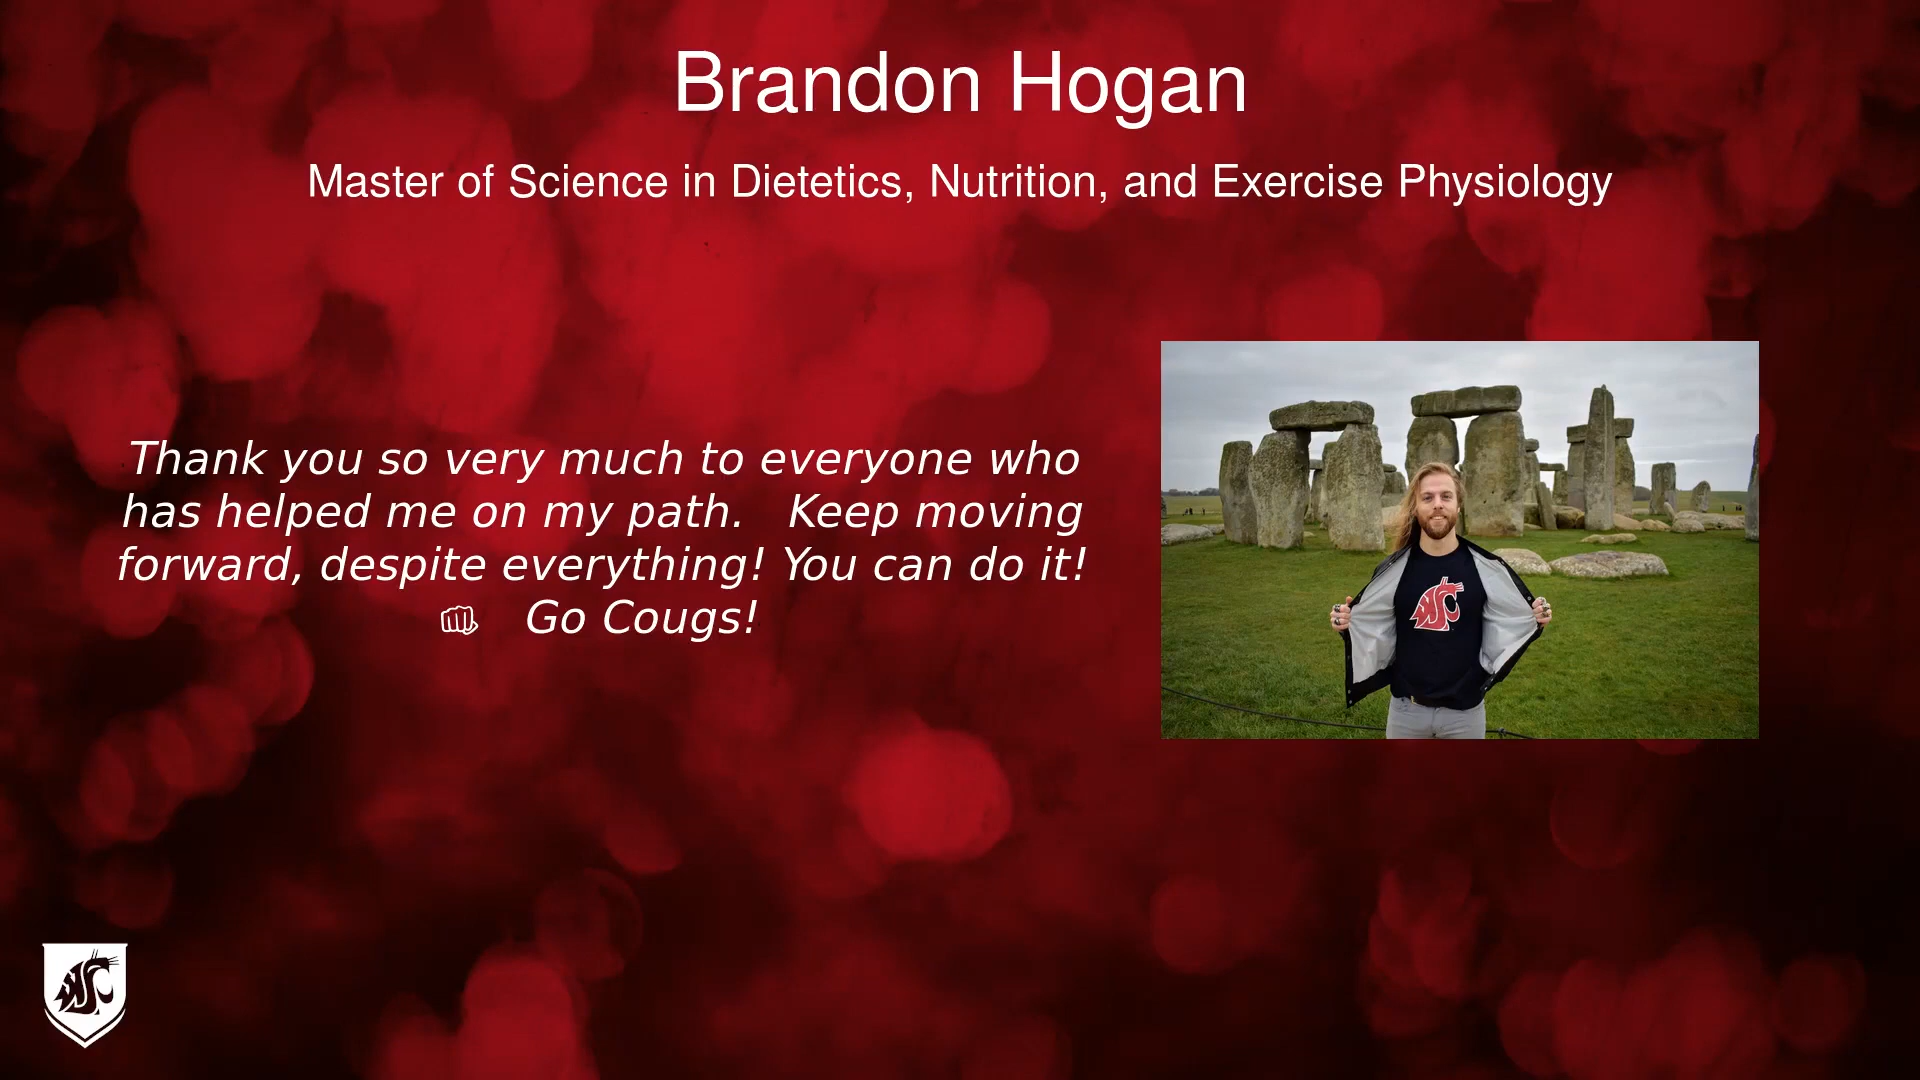 Brandon Hogan
Master of Science in Dietetics, Nutrition, and Exercise Physiology
Thank you so very much to everyone who
has helped me on my path.   Keep moving
forward, despite everything! You can do it!
👊   Go Cougs!